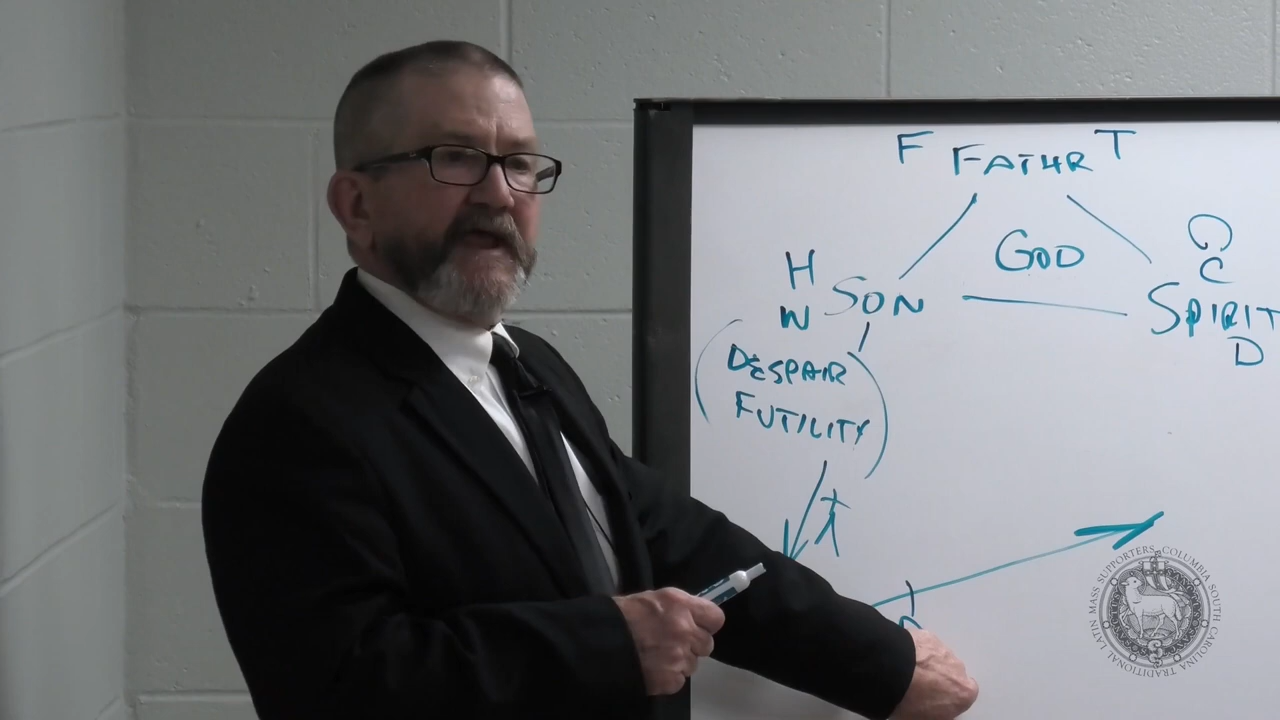 F FATHR T
GOD
H
W SON
C
SPIRIT
D
DESPAIR
FUTILITY
MASS SUPPORTERS COLUMBIA SOUTH CAROLINA TRADITIONAL LATIN